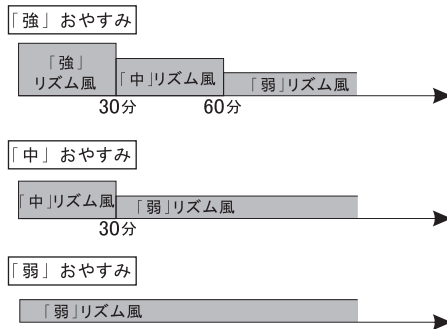 「強」おやすみ
「強」
リズム風
「中」リズム風
「弱」リズム風
30分
60分
「中」おやすみ
「中」リズム風
「弱」リズム風
30分
「弱」おやすみ
「弱」リズム風